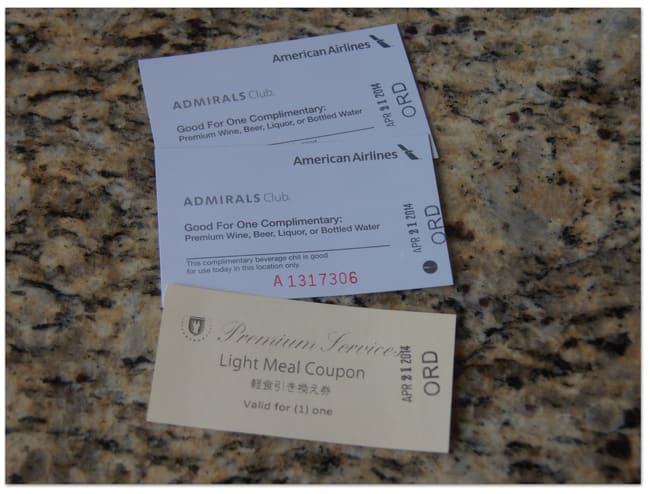 American Airlines
ADMIRALS Club.
Good For One Complimentary:
Premium Wine, Beer, Liquor, or Bottled Water
APR 21 2014
ORD
American Airlines
ADMIRALS Club.
Good For One Complimentary:
Premium Wine, Beer, Liquor, or Bottled Water
This complimentary beverage chit is good
for use today in this location only.
A 1317306
APR 21 2014
ORD
Premium Services
Light Meal Coupon
軽食引き換え券
Valid for (1) one
APR 21 2014
ORD